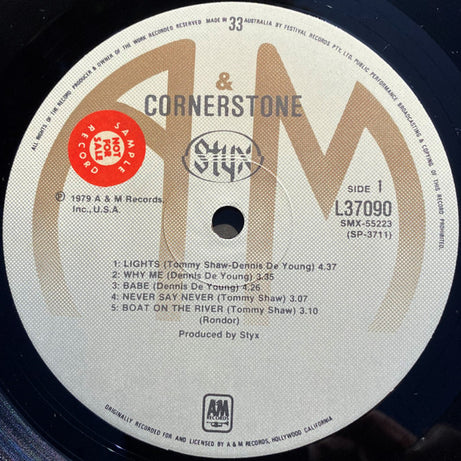 ALL RIGHTS OF THE RECORD PRODUCER & OWNER OF THE WORK RECORDED RESERVED. MADE IN AUSTRALIA BY FESTIVAL RECORDS PTY. LTD. PUBLIC PERFORMANCE BROADCASTING & COPYING OF THIS RECORD PROHIBITED.
33
A & M
CORNERSTONE
Styx
SAMPLE
NOT
FOR
SALE
RECORD
℗ 1979 A & M Records,
Inc., U.S.A.
SIDE 1
L37090
SMX-55223
(SP-3711)
1: LIGHTS (Tommy Shaw-Dennis De Young) 4.37
2: WHY ME (Dennis De Young) 3.35
3: BABE (Dennis De Young) 4.26
4: NEVER SAY NEVER (Tommy Shaw) 3.07
5: BOAT ON THE RIVER (Tommy Shaw) 3.10
(Rondor)
Produced by Styx
A&M
RECORDS
ORIGINALLY RECORDED FOR AND LICENSED BY A & M RECORDS, HOLLYWOOD CALIFORNIA